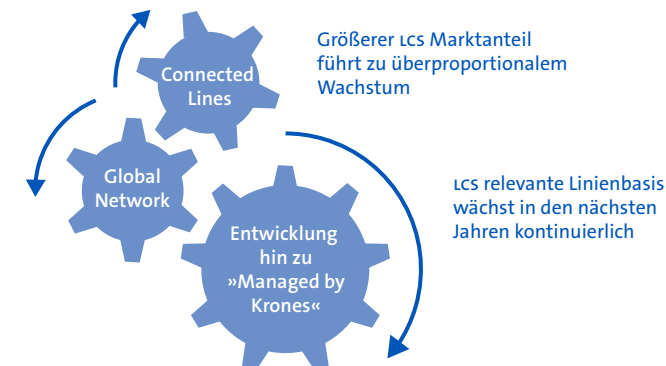 Connected
Lines
Größerer LCS Marktanteil
führt zu überproportionalem
Wachstum
Global
Network
LCS relevante Linienbasis
wächst in den nächsten
Jahren kontinuierlich
Entwicklung
hin zu
»Managed by
Krones«